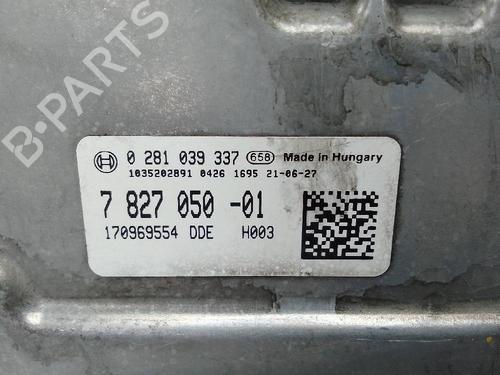 B-PARTS
0 281 039 337 658 Made in Hungary
1035202891 0426 1695 21-06-27
7 827 050 -01
170969554 DDE H003